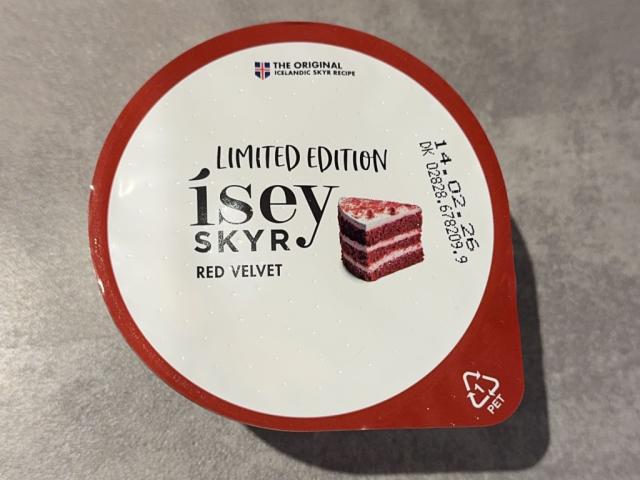 THE ORIGINAL
ICELANDIC SKYR RECIPE
LIMITED EDITION
ísey
SKYR
RED VELVET
14.02.26
DK 02828.678209.9
1
PET